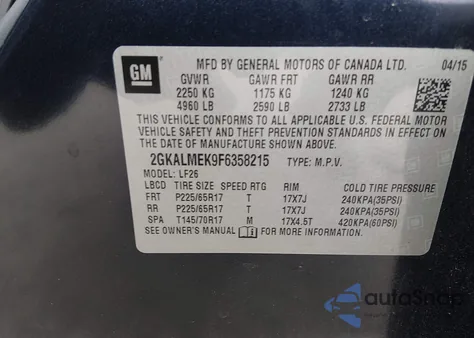 GM
MFD BY GENERAL MOTORS OF CANADA LTD. 04/15
GVWR GAWR FRT GAWR RR
2250 KG 1175 KG 1240 KG
4960 LB 2590 LB 2733 LB
THIS VEHICLE CONFORMS TO ALL APPLICABLE U.S. FEDERAL MOTOR
VEHICLE SAFETY AND THEFT PREVENTION STANDARDS IN EFFECT ON
THE DATE OF MANUFACTURE SHOWN ABOVE.
2GKALMEK9F6358215 TYPE: M.P.V.
MODEL: LF26
LBCD TIRE SIZE SPEED RTG RIM COLD TIRE PRESSURE
FRT P225/65R17 T 17X7J 240KPA(35PSI)
RR P225/65R17 T 17X7J 240KPA(35PSI)
SPA T145/70R17 M 17X4.5T 420KPA(60PSI)
SEE OWNER'S MANUAL FOR MORE INFORMATION
autoSnap